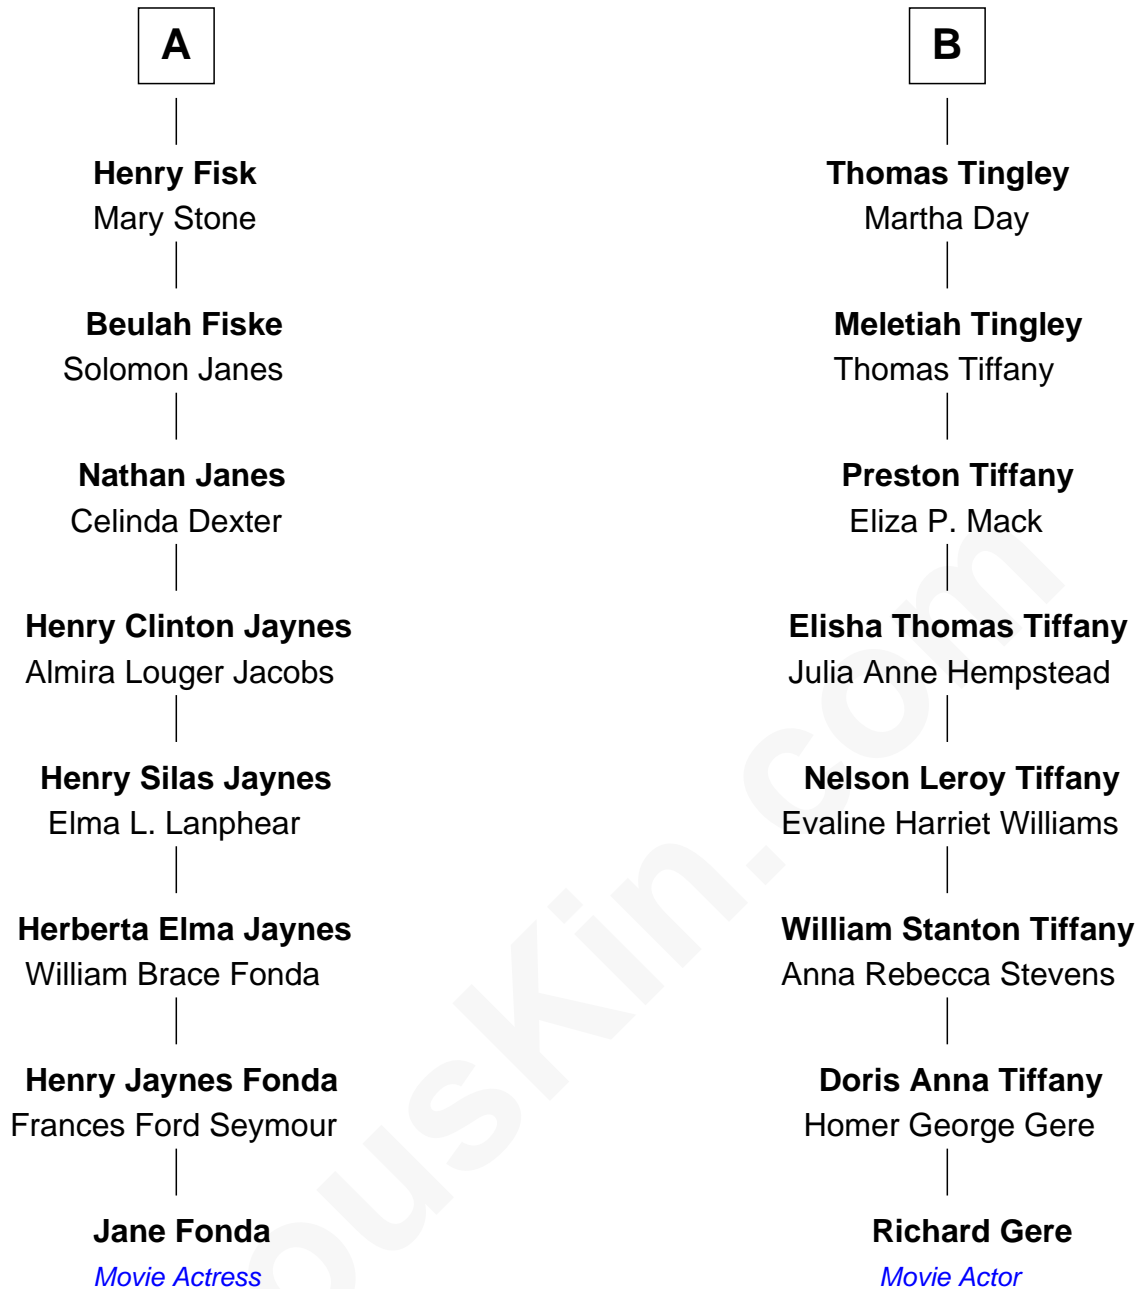 A
Henry Fisk
Mary Stone
Beulah Fiske
Solomon Janes
Nathan Janes
Celinda Dexter
Henry Clinton Jaynes
Almira Louger Jacobs
Henry Silas Jaynes
Elma L. Lanphear
Herberta Elma Jaynes
William Brace Fonda
Henry Jaynes Fonda
Frances Ford Seymour
Jane Fonda
Movie Actress
B
Thomas Tingley
Martha Day
Meletiah Tingley
Thomas Tiffany
Preston Tiffany
Eliza P. Mack
Elisha Thomas Tiffany
Julia Anne Hempstead
Nelson Leroy Tiffany
Evaline Harriet Williams
William Stanton Tiffany
Anna Rebecca Stevens
Doris Anna Tiffany
Homer George Gere
Richard Gere
Movie Actor
ousKin.com